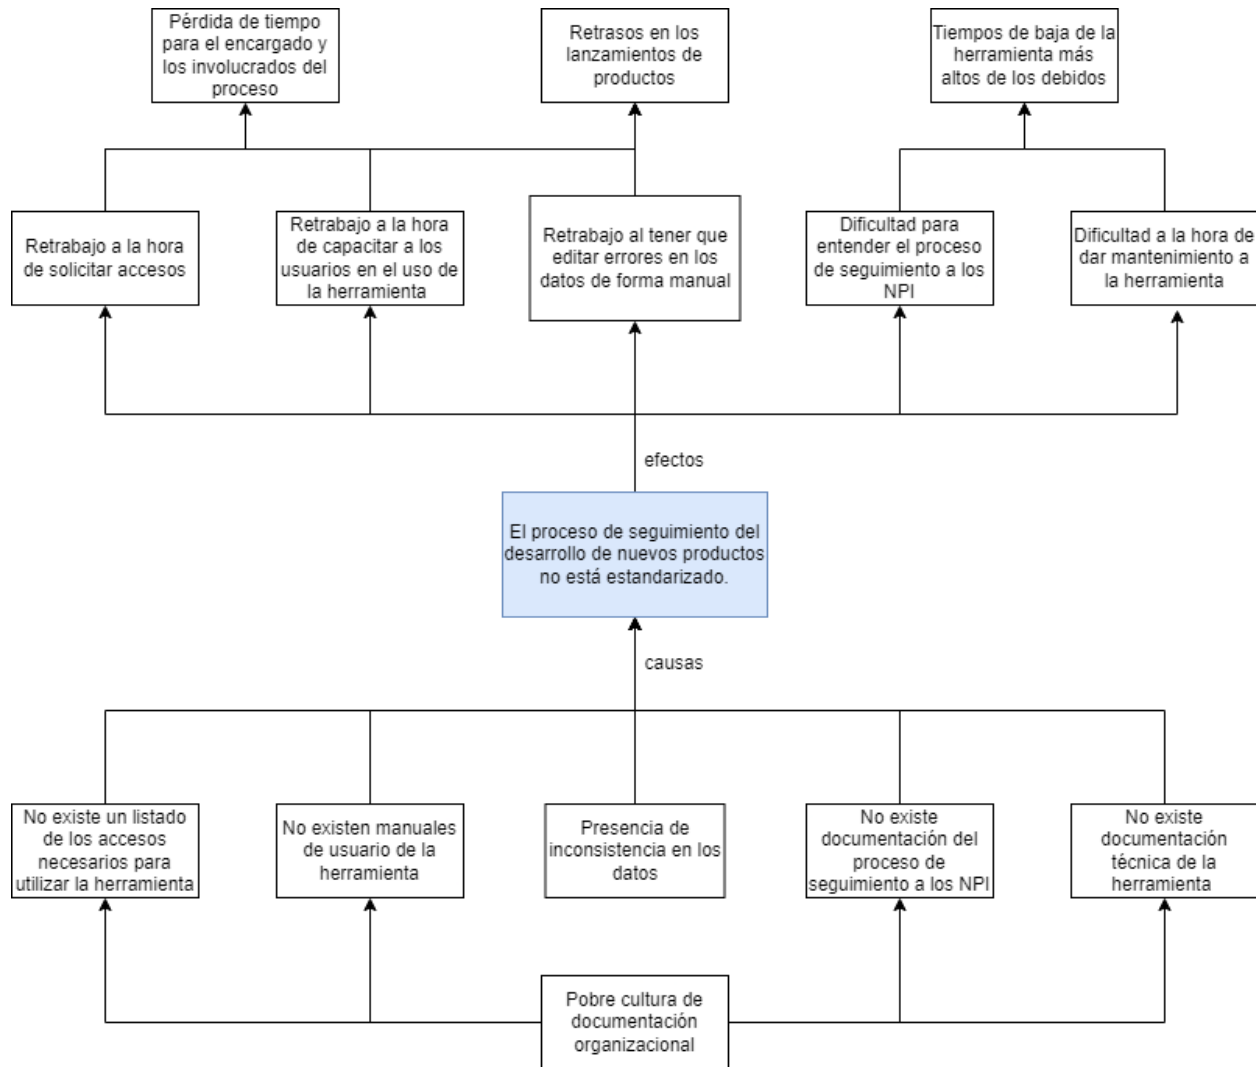 Pérdida de tiempo
para el encargado y
los involucrados del
proceso
Retrasos en los
lanzamientos de
productos
Tiempos de baja de la
herramienta más
altos de los debidos
Retrabajo a la hora
de solicitar accesos
Retrabajo a la hora
de capacitar a los
usuarios en el uso de
la herramienta
Retrabajo al tener que
editar errores en los
datos de forma manual
Dificultad para
entender el proceso
de seguimiento a los
NPI
Dificultad a la hora de
dar mantenimiento a
la herramienta
efectos
El proceso de seguimiento del
desarrollo de nuevos productos
no está estandarizado.
causas
No existe un listado
de los accesos
necesarios para
utilizar la herramienta
No existen manuales
de usuario de la
herramienta
Presencia de
inconsistencia en los
datos
No existe
documentación del
proceso de
seguimiento a los NPI
No existe
documentación
técnica de la
herramienta
Pobre cultura de
documentación
organizacional